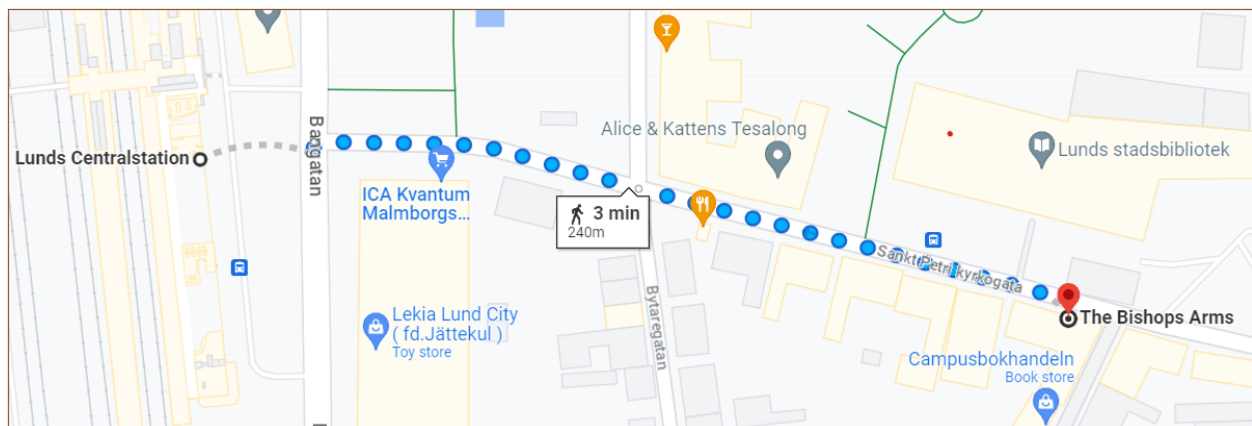 Alice & Kattens Tesalong
Lunds stadsbibliotek
Lunds Centralstation
Bangatan
ICA Kvantum
Malmborgs...
3 min
240m
Sankt Petri kyrkogata
Bytaregatan
Lekia Lund City
( fd.Jättekul )
Toy store
The Bishops Arms
Campusbokhandeln
Book store